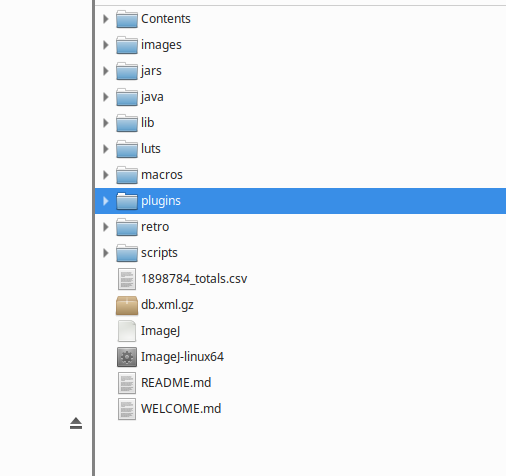 Contents
images
jars
java
lib
luts
macros
plugins
retro
scripts
1898784_totals.csv
db.xml.gz
ImageJ
ImageJ-linux64
README.md
WELCOME.md